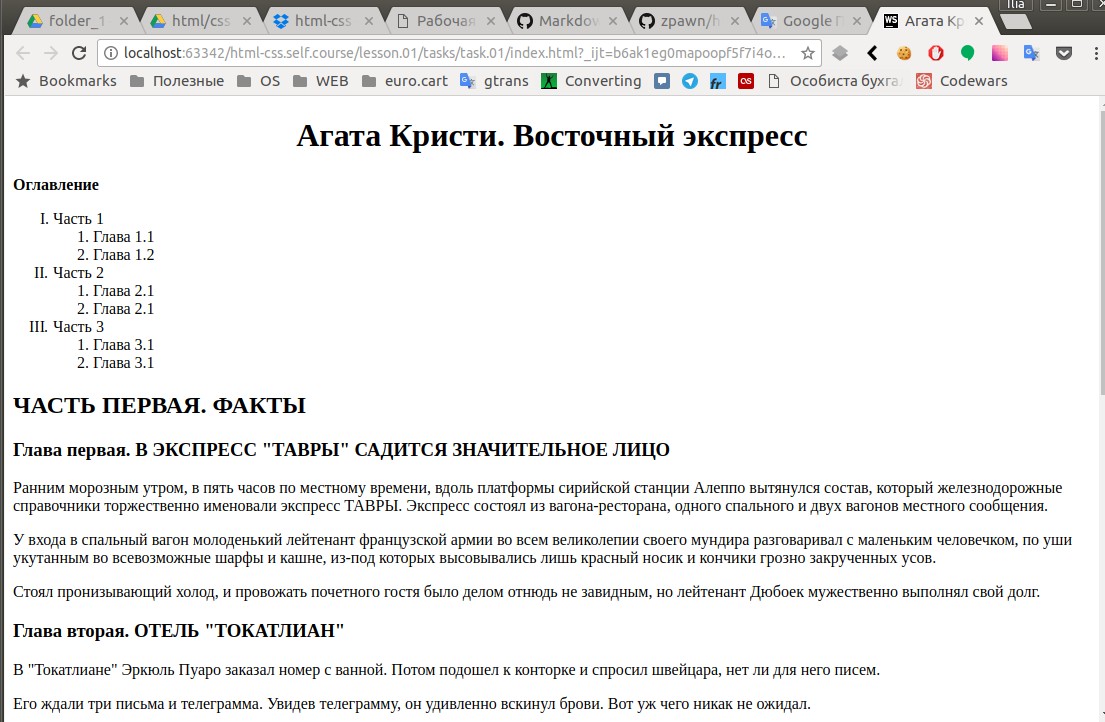 Ilia
folder_1
html/css
html-css
Рабочая
Markdow
zpawn/h
Google П
Агата Кр
localhost:63342/html-css.self.course/lesson.01/tasks/task.01/index.html?_ijt=b6ak1eg0mapoopf5f7i4o...
Bookmarks Полезные OS WEB euro.cart gtrans Converting Особиста бухга Codewars
Агата Кристи. Восточный экспресс
Оглавление
I. Часть 1
1. Глава 1.1
2. Глава 1.2
II. Часть 2
1. Глава 2.1
2. Глава 2.1
III. Часть 3
1. Глава 3.1
2. Глава 3.1
ЧАСТЬ ПЕРВАЯ. ФАКТЫ
Глава первая. В ЭКСПРЕСС "ТАВРЫ" САДИТСЯ ЗНАЧИТЕЛЬНОЕ ЛИЦО
Ранним морозным утром, в пять часов по местному времени, вдоль платформы сирийской станции Алеппо вытянулся состав, который железнодорожные
справочники торжественно именовали экспресс ТАВРЫ. Экспресс состоял из вагона-ресторана, одного спального и двух вагонов местного сообщения.
У входа в спальный вагон молоденький лейтенант французской армии во всем великолепии своего мундира разговаривал с маленьким человечком, по уши
укутанным во всевозможные шарфы и кашне, из-под которых высовывались лишь красный носик и кончики грозно закрученных усов.
Стоял пронизывающий холод, и провожать почетного гостя было делом отнюдь не завидным, но лейтенант Дюбоек мужественно выполнял свой долг.
Глава вторая. ОТЕЛЬ "ТОКАТЛИАН"
В "Токатлиане" Эркюль Пуаро заказал номер с ванной. Потом подошел к конторке и спросил швейцара, нет ли для него писем.
Его ждали три письма и телеграмма. Увидев телеграмму, он удивленно вскинул брови. Вот уж чего никак не ожидал.